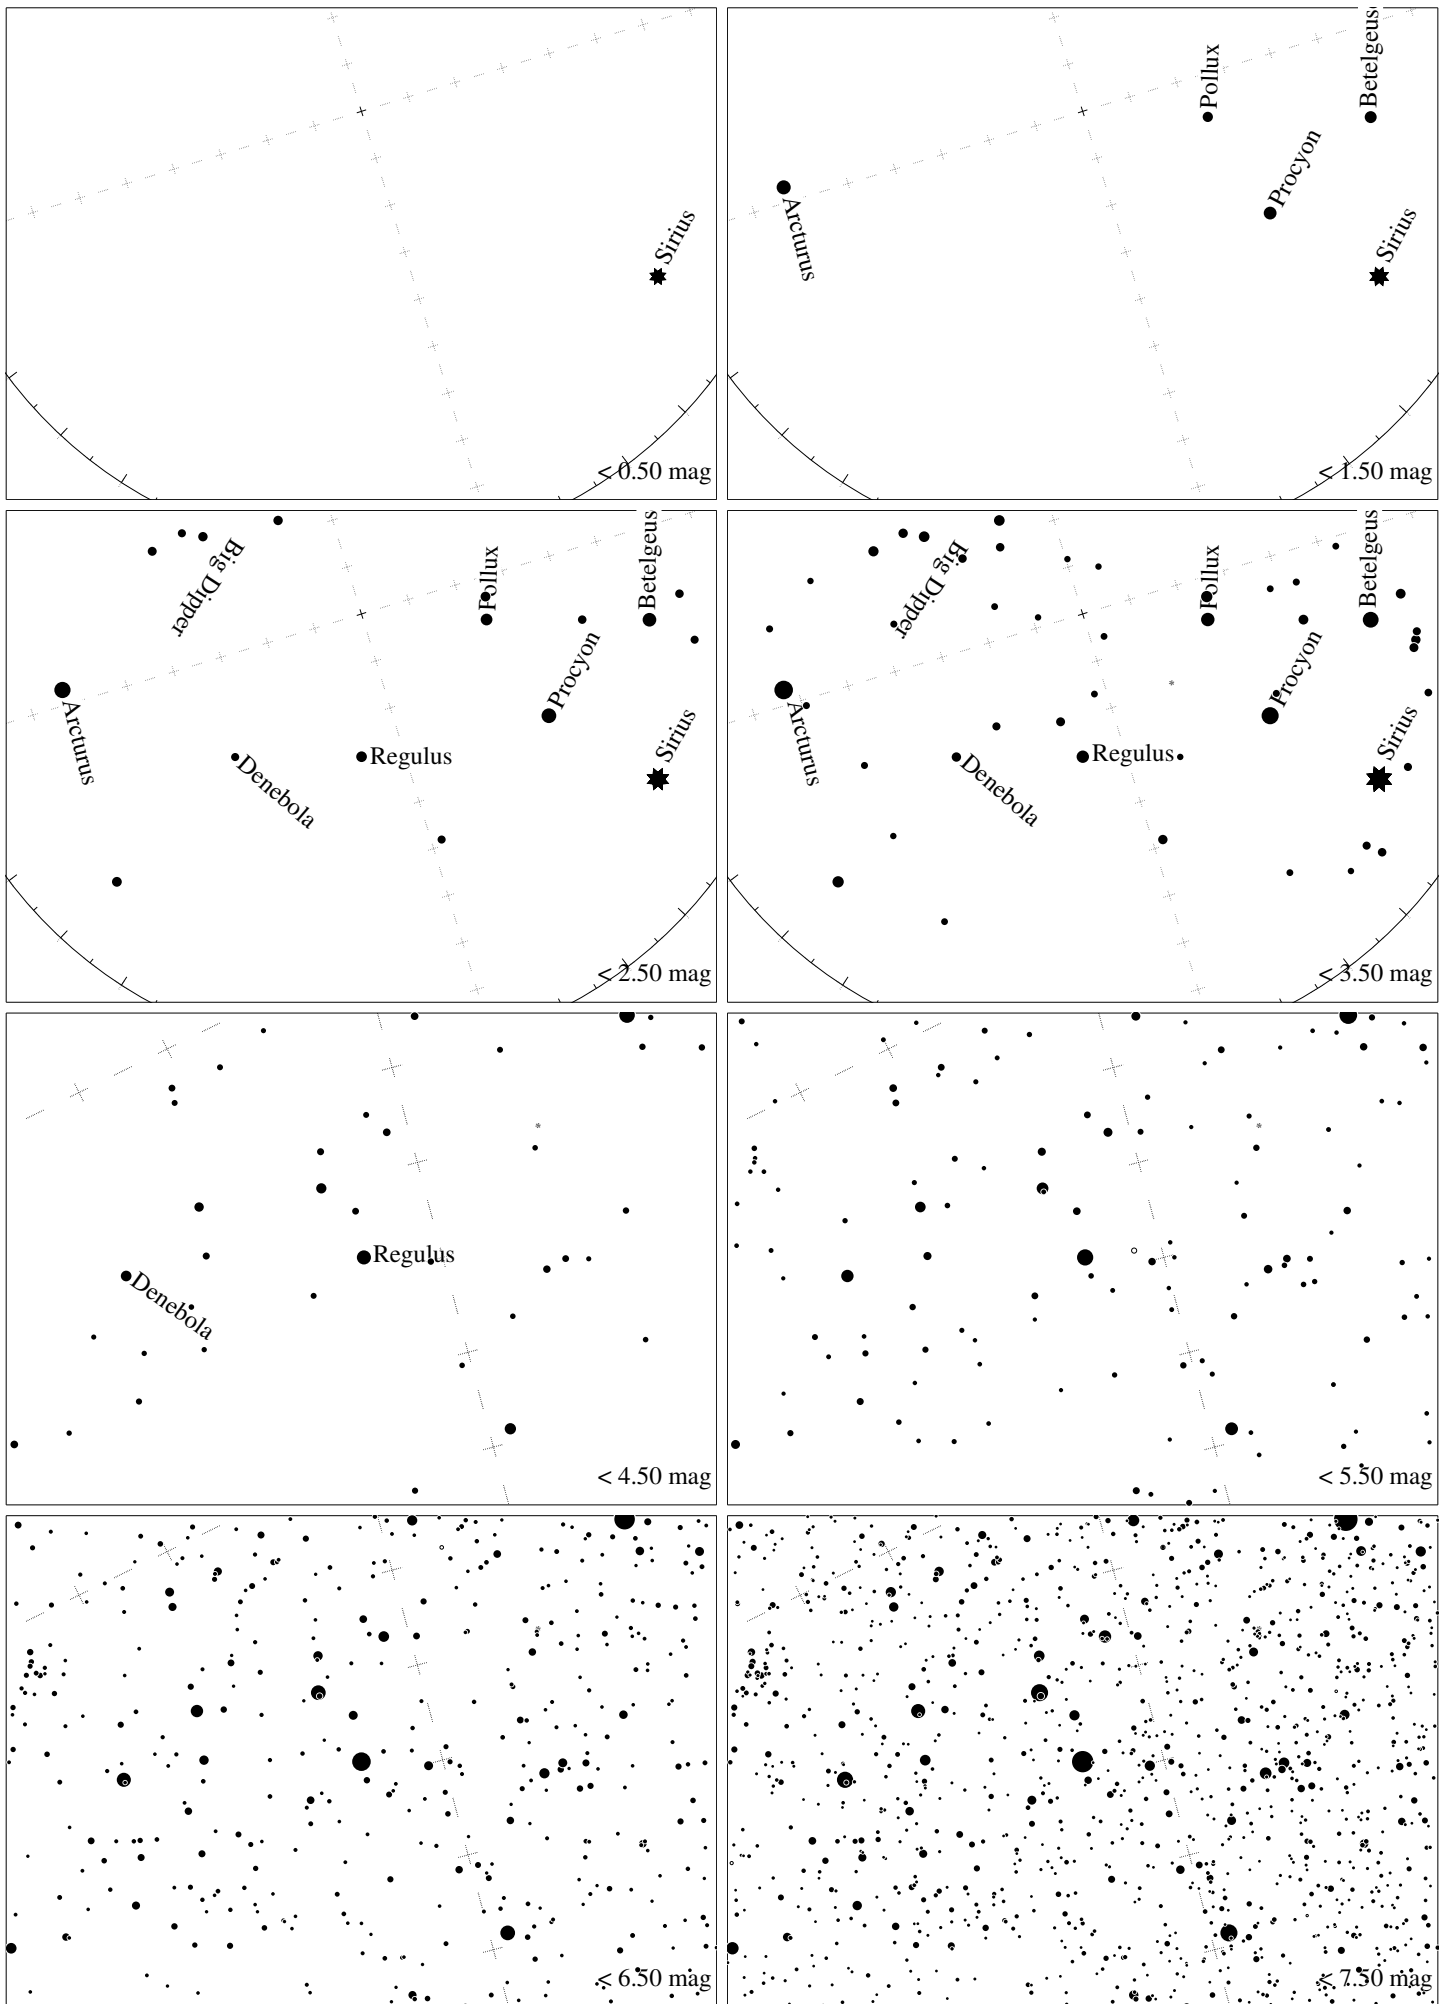 Sirius
< 0.50 mag
Pollux
Betelgeuse
Procyon
Arcturus
Sirius
< 1.50 mag
Big Dipper
Pollux
Betelgeus
Procyon
Arcturus
Sirius
Regulus
Denebola
< 2.50 mag
Big Dipper
Pollux
Betelgeus
Procyon
Arcturus
Sirius
Regulus
Denebola
< 3.50 mag
Regulus
Denebola
< 4.50 mag
< 5.50 mag
< 6.50 mag
< 7.50 mag